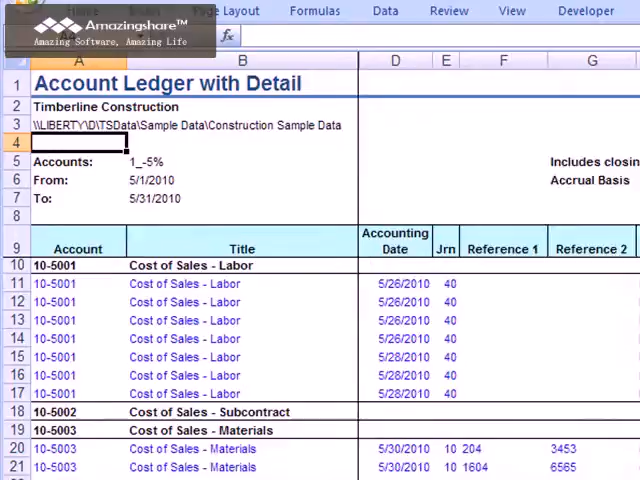 Page Layout Formulas Data Review View Developer
Amazingshare™
Amazing Software, Amazing Life
fx
A B D E F G
1 Account Ledger with Detail
2 Timberline Construction
3 \\LIBERTY\D\TSData\Sample Data\Construction Sample Data
4
5 Accounts: 1_-5% Includes closin
6 From: 5/1/2010 Accrual Basis
7 To: 5/31/2010
8
Accounting
9 Account Title Date Jrn Reference 1 Reference 2
10 10-5001 Cost of Sales - Labor
11 10-5001 Cost of Sales - Labor 5/26/2010 40
12 10-5001 Cost of Sales - Labor 5/26/2010 40
13 10-5001 Cost of Sales - Labor 5/26/2010 40
14 10-5001 Cost of Sales - Labor 5/26/2010 40
15 10-5001 Cost of Sales - Labor 5/28/2010 40
16 10-5001 Cost of Sales - Labor 5/28/2010 40
17 10-5001 Cost of Sales - Labor 5/28/2010 40
18 10-5002 Cost of Sales - Subcontract
19 10-5003 Cost of Sales - Materials
20 10-5003 Cost of Sales - Materials 5/30/2010 10 204 3453
21 10-5003 Cost of Sales - Materials 5/30/2010 10 1604 6565